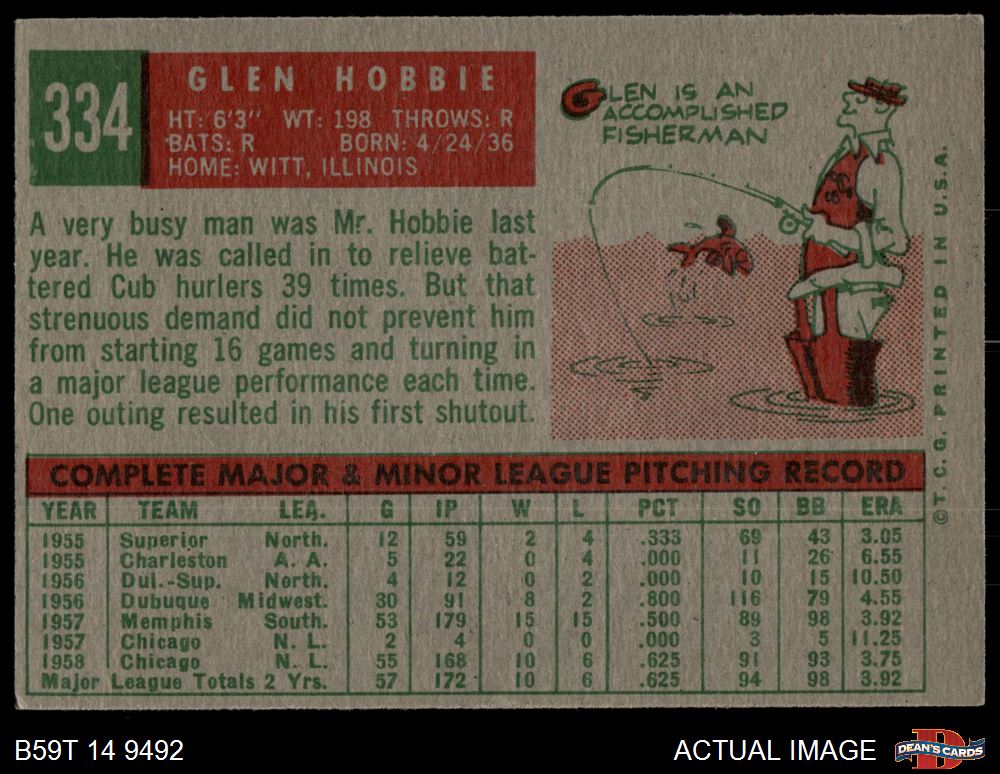 334
GLEN HOBBIE
HT: 6'3" WT: 198 THROWS: R
BATS: R BORN: 4/24/36
HOME: WITT, ILLINOIS
GLEN IS AN
ACCOMPLISHED
FISHERMAN
A very busy man was Mr. Hobbie last
year. He was called in to relieve bat-
tered Cub hurlers 39 times. But that
strenuous demand did not prevent him
from starting 16 games and turning in
a major league performance each time.
One outing resulted in his first shutout.
COMPLETE MAJOR & MINOR LEAGUE PITCHING RECORD
YEAR TEAM LEA. G IP W L PCT SO BB ERA
1955 Superior North. 12 59 2 4 .333 69 43 3.05
1955 Charleston A. A. 5 22 0 4 .000 11 26 6.55
1956 Dul.-Sup. North. 4 12 0 2 .000 10 15 10.50
1956 Dubuque Midwest. 30 91 8 2 .800 116 79 4.55
1957 Memphis South. 53 179 15 15 .500 89 98 3.92
1957 Chicago N. L. 2 4 0 0 .000 3 5 11.25
1958 Chicago N. L. 55 168 10 6 .625 91 93 3.75
Major League Totals 2 Yrs. 57 172 10 6 .625 94 98 3.92
© T. C. G. PRINTED IN U.S.A.
B59T 14 9492
ACTUAL IMAGE
D
DEAN'S CARDS